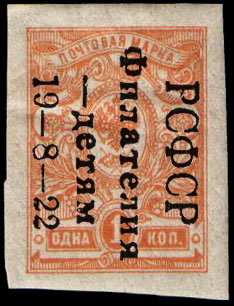 ПОЧТОВАЯ МАРКА
РСФСР
Филателия
—детям
19—8—22
ОДНА
КОП.